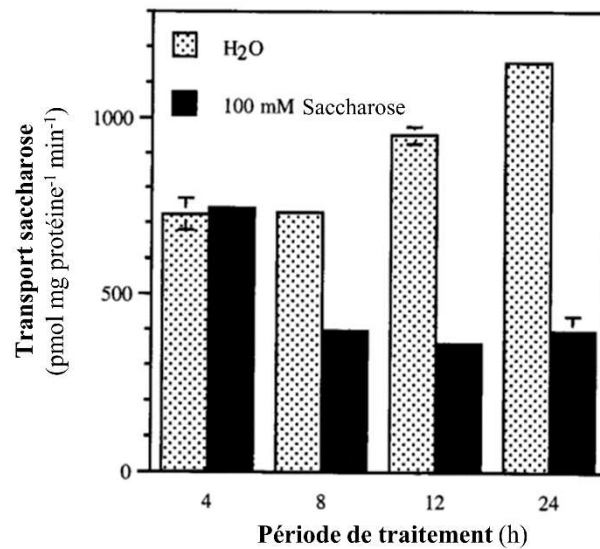 H₂O
100 mM Saccharose
1000
500
0
Transport saccharose
(pmol mg protéine⁻¹ min⁻¹)
4 8 12 24
Période de traitement (h)